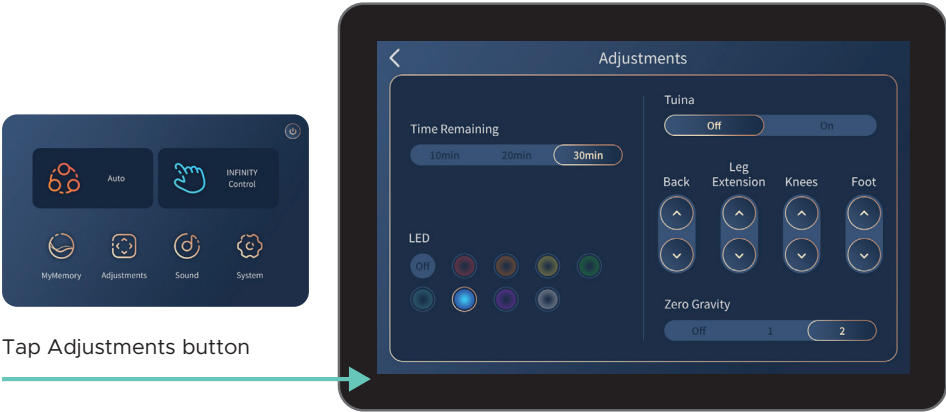 Auto
INFINITY
Control
MyMemory
Adjustments
Sound
System
Tap Adjustments button
Adjustments
Time Remaining
10min 20min 30min
LED
Off
Tuina
Off On
Back
Leg
Extension
Knees
Foot
Zero Gravity
Off 1 2